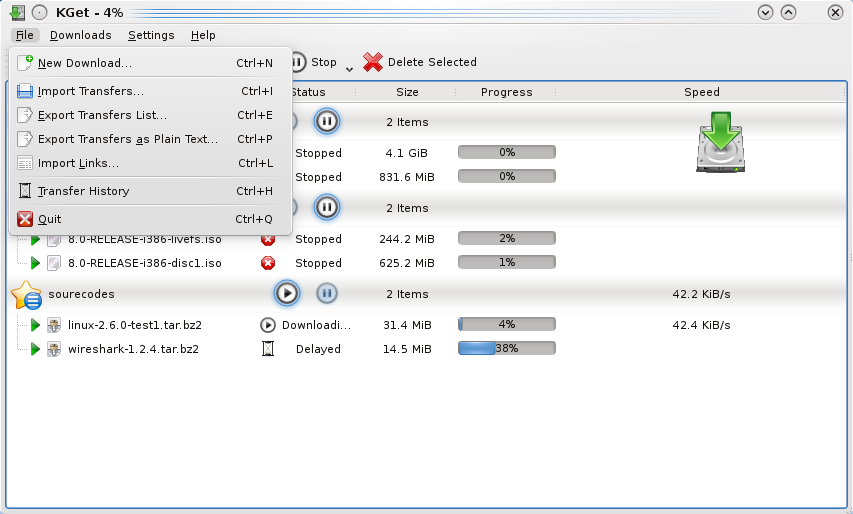 KGet - 4%
File Downloads Settings Help
New Download... Ctrl+N
Import Transfers... Ctrl+I
Export Transfers List... Ctrl+E
Export Transfers as Plain Text... Ctrl+P
Import Links... Ctrl+L
Transfer History Ctrl+H
Quit Ctrl+Q
Stop Delete Selected
Status Size Progress Speed
2 Items
Stopped 4.1 GiB 0%
Stopped 831.6 MiB 0%
2 Items
8.0-RELEASE-i386-livefs.iso Stopped 244.2 MiB 2%
8.0-RELEASE-i386-disc1.iso Stopped 625.2 MiB 1%
sourecodes 2 Items 42.2 KiB/s
linux-2.6.0-test1.tar.bz2 Downloadi... 31.4 MiB 4% 42.4 KiB/s
wireshark-1.2.4.tar.bz2 Delayed 14.5 MiB 38%